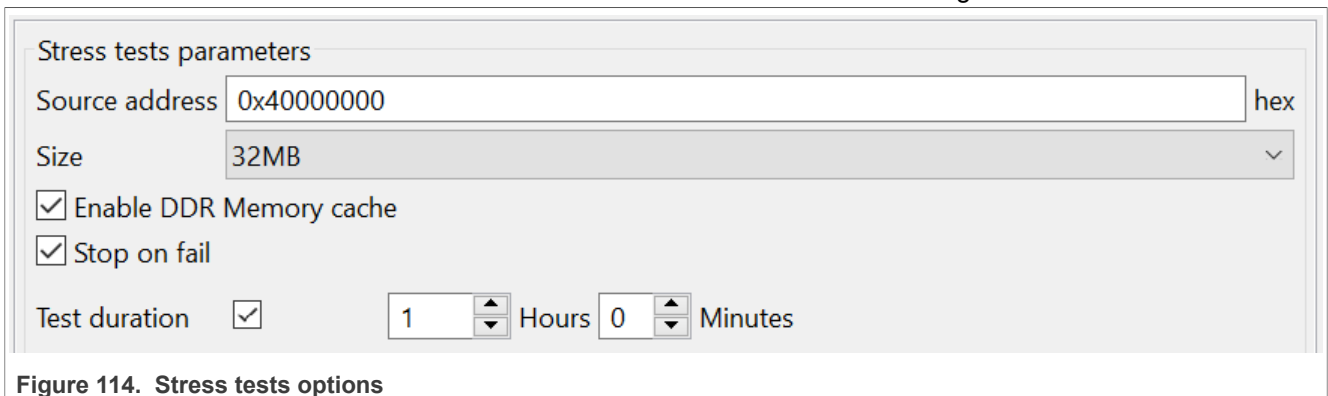 Stress tests parameters
Source address 0x40000000 hex
Size 32MB
Enable DDR Memory cache
Stop on fail
Test duration 1 Hours 0 Minutes
Figure 114. Stress tests options